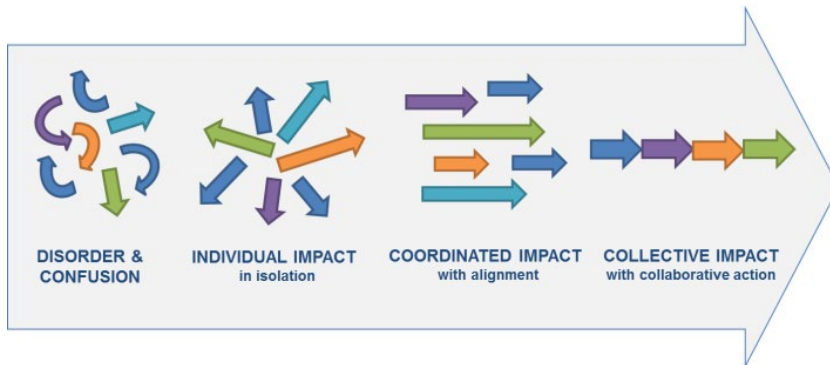 DISORDER &
CONFUSION
INDIVIDUAL IMPACT
in isolation
COORDINATED IMPACT
with alignment
COLLECTIVE IMPACT
with collaborative action